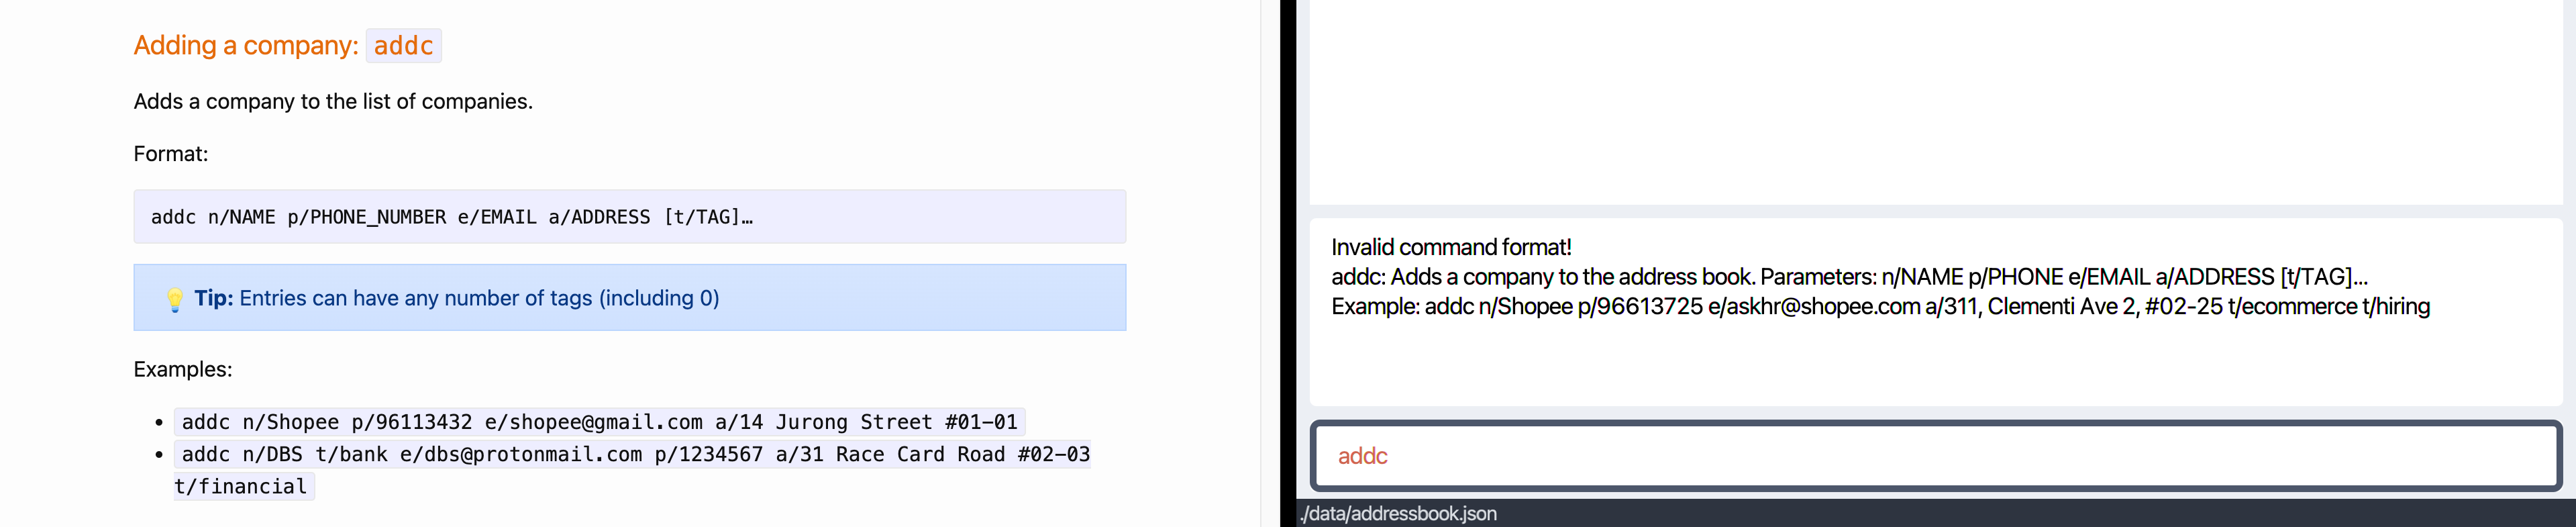 Adding a company: addc
Adds a company to the list of companies.
Format:
addc n/NAME p/PHONE_NUMBER e/EMAIL a/ADDRESS [t/TAG]…
💡 Tip: Entries can have any number of tags (including 0)
Examples:
• addc n/Shopee p/96113432 e/shopee@gmail.com a/14 Jurong Street #01-01
• addc n/DBS t/bank e/dbs@protonmail.com p/1234567 a/31 Race Card Road #02-03
t/financial
Invalid command format!
addc: Adds a company to the address book. Parameters: n/NAME p/PHONE e/EMAIL a/ADDRESS [t/TAG]...
Example: addc n/Shopee p/96613725 e/askhr@shopee.com a/311, Clementi Ave 2, #02-25 t/ecommerce t/hiring
addc
./data/addressbook.json